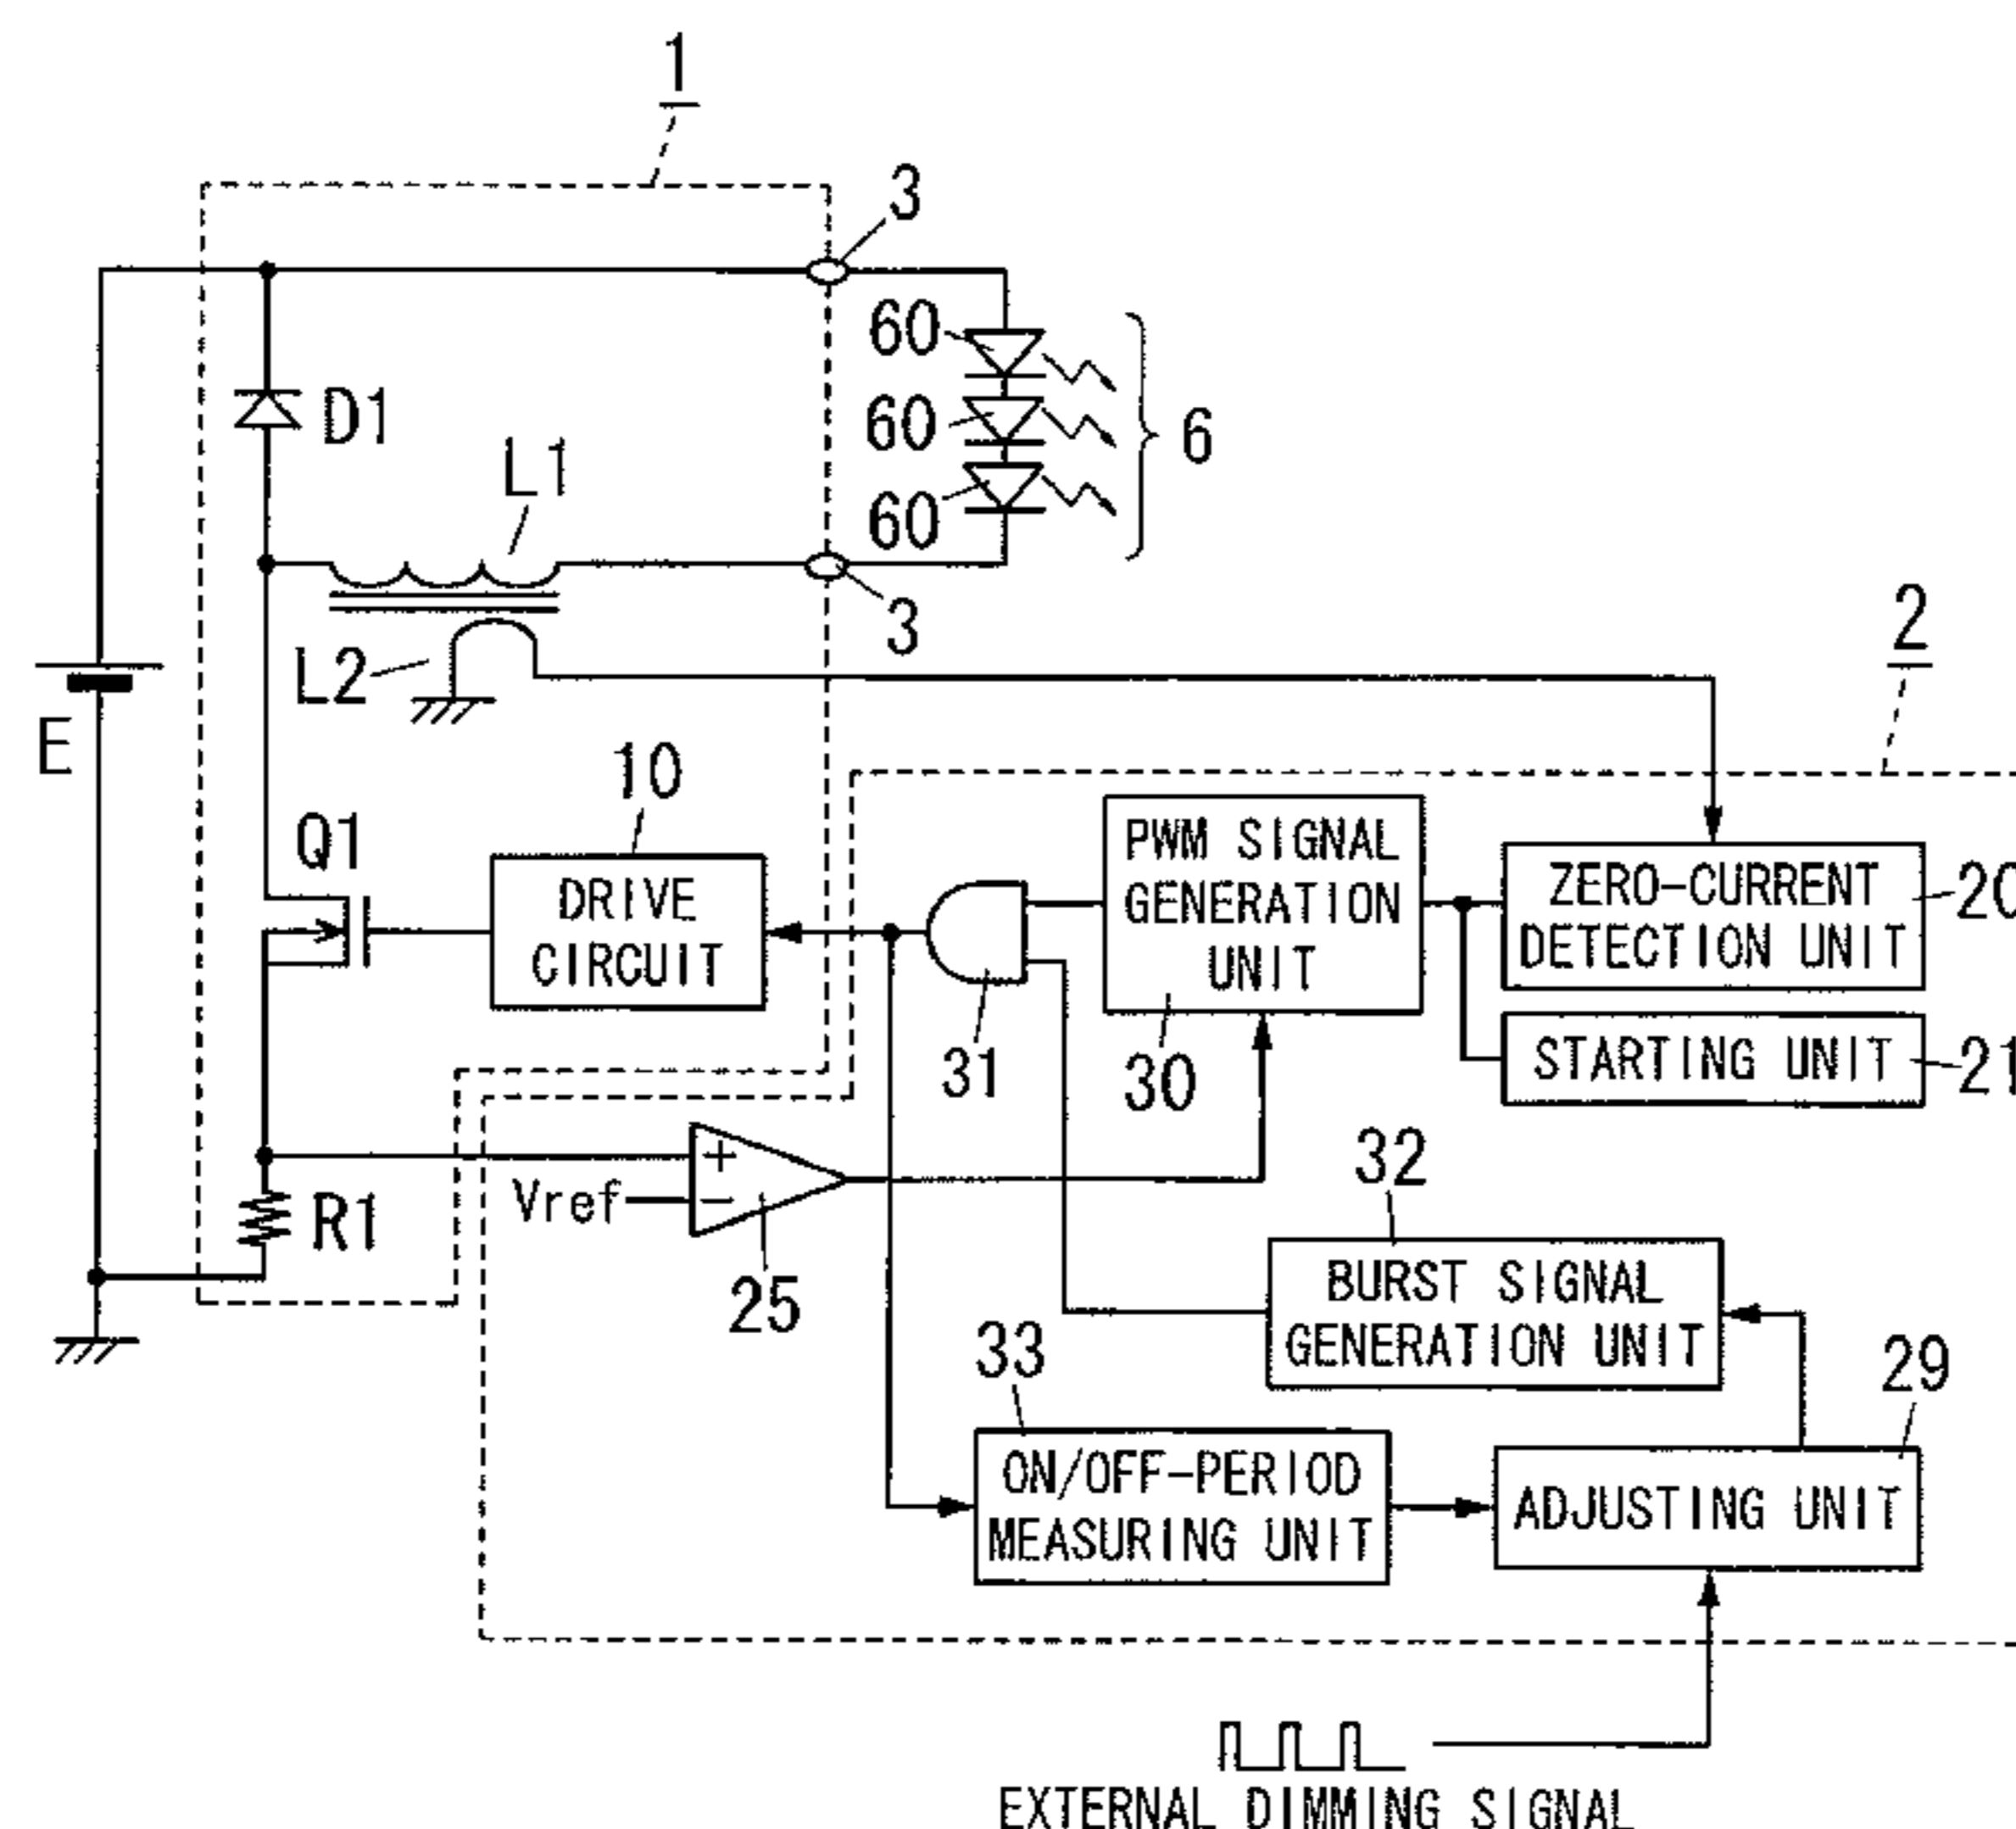 1
3
60
D1
60
6
L1
60
3
2
L2
E
10
Q1
PWM SIGNAL
GENERATION
UNIT
DRIVE
CIRCUIT
ZERO-CURRENT
DETECTION UNIT
20
31
30
STARTING UNIT
21
+
Vref
−
32
R1
25
BURST SIGNAL
GENERATION UNIT
33
29
ON/OFF-PERIOD
MEASURING UNIT
ADJUSTING UNIT
EXTERNAL DIMMING SIGNAL